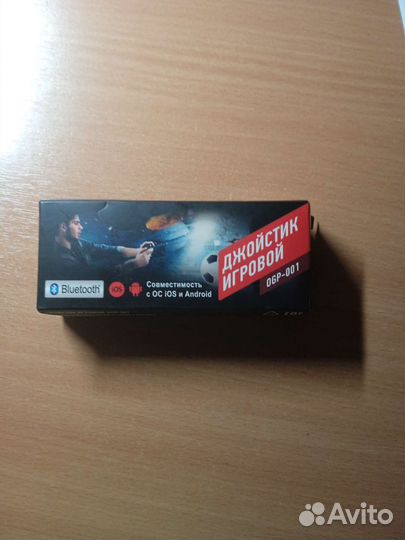 ДЖОЙСТИК
ИГРОВОЙ
OGP-001
Bluetooth
iOS
Совместимость
с ОС iOS и Android
Avito